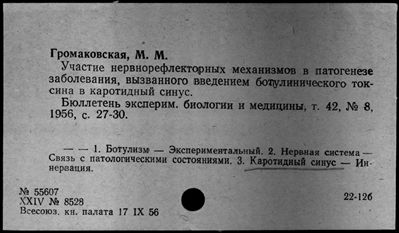 Громаковская, М. М.
Участие нервнорефлекторных механизмов в патогенезе
заболевания, вызванного введением ботулинического ток-
сина в каротидный синус.
Бюллетень эксперим. биологии и медицины, т. 42, № 8,
1956, с. 27-30.
— — 1. Ботулизм — Экспериментальный. 2. Нервная система —
Связь с патологическими состояниями. 3. Каротидный синус — Ин-
нервация.
№ 55607
XXIV № 8528
22-126
Всесоюз. кн. палата 17 IX 56